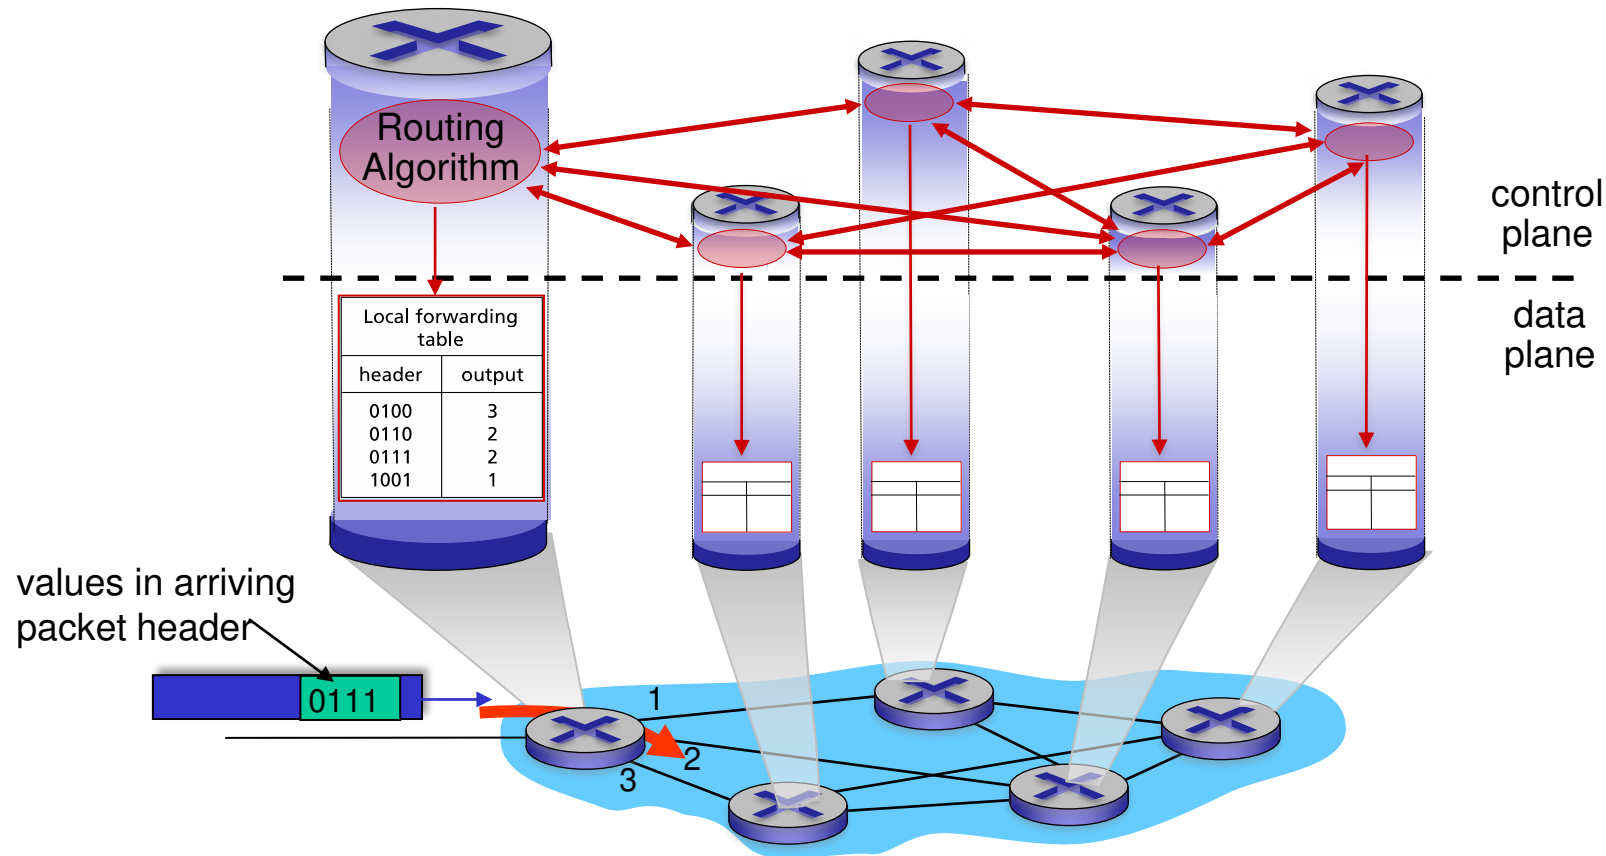 Routing
Algorithm
control
plane
data
plane
Local forwarding
table
header output
0100 3
0110 2
0111 2
1001 1
values in arriving
packet header
0111
1
2
3